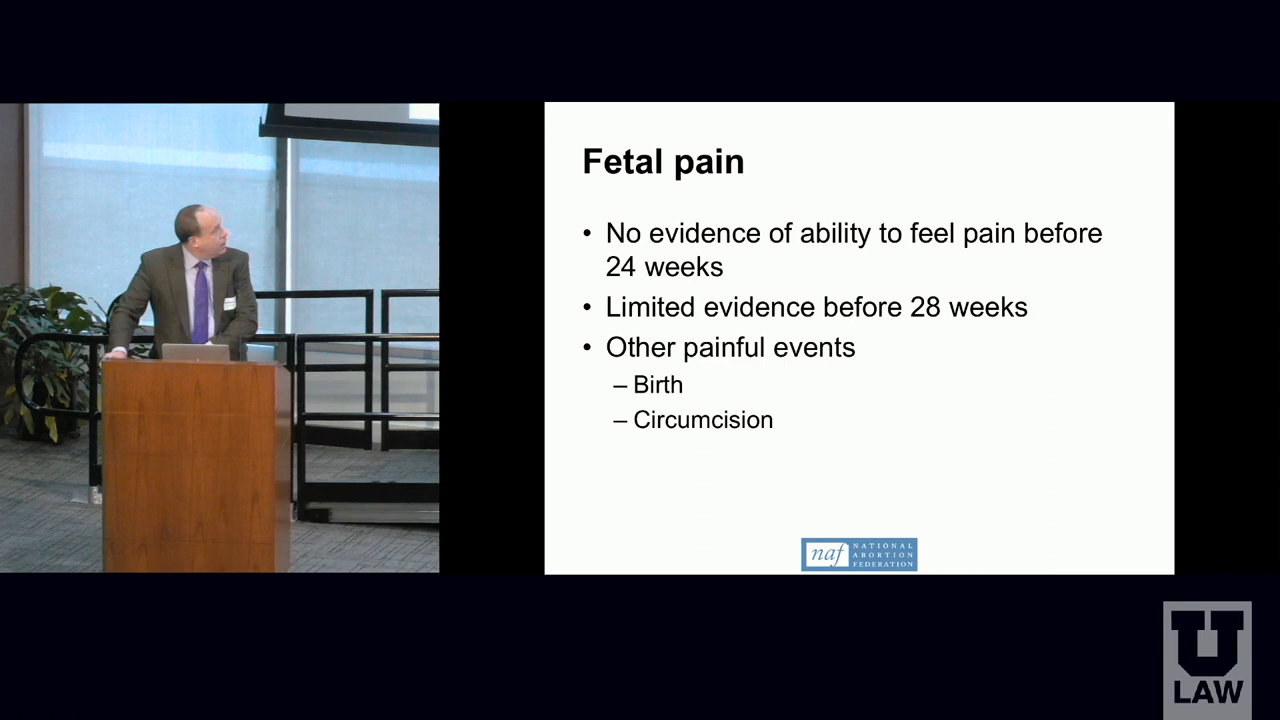 Fetal pain
• No evidence of ability to feel pain before
24 weeks
• Limited evidence before 28 weeks
• Other painful events
– Birth
– Circumcision
naf NATIONAL
ABORTION
FEDERATION
U
LAW